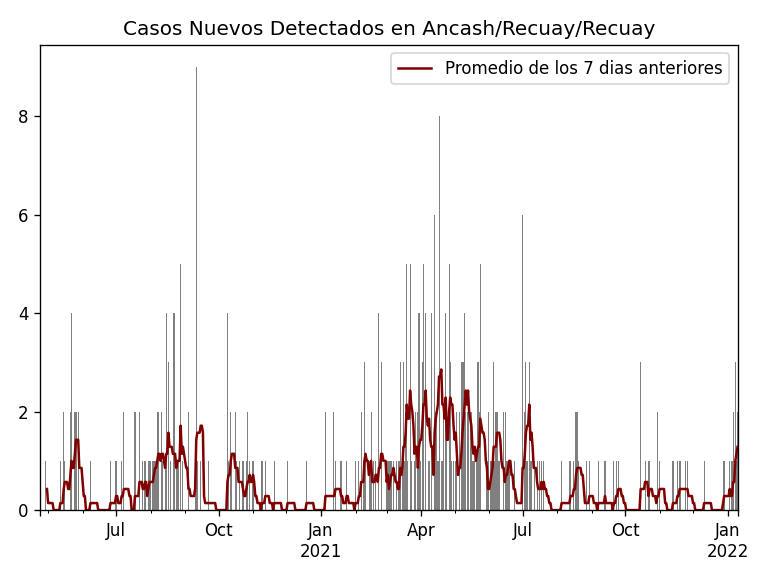 Casos Nuevos Detectados en Ancash/Recuay/Recuay
Promedio de los 7 dias anteriores
8
6
4
2
0
Jul
Oct
Jan
2021
Apr
Jul
Oct
Jan
2022